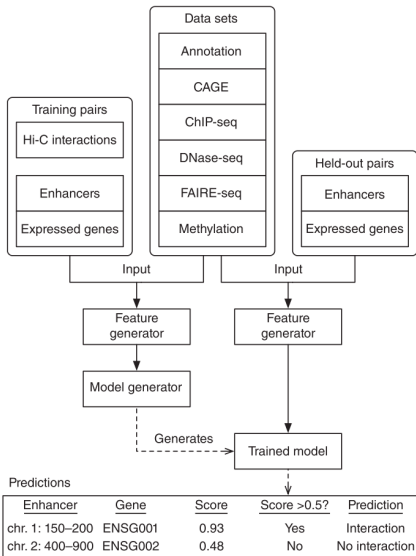 Data sets
Annotation
CAGE
ChIP-seq
DNase-seq
FAIRE-seq
Methylation
Training pairs
Hi-C interactions
Enhancers
Expressed genes
Held-out pairs
Enhancers
Expressed genes
Input
Input
Feature
generator
Feature
generator
Model generator
Generates
Trained model
Predictions
Enhancer Gene Score Score >0.5? Prediction
chr. 1: 150–200 ENSG001 0.93 Yes Interaction
chr. 2: 400–900 ENSG002 0.48 No No interaction